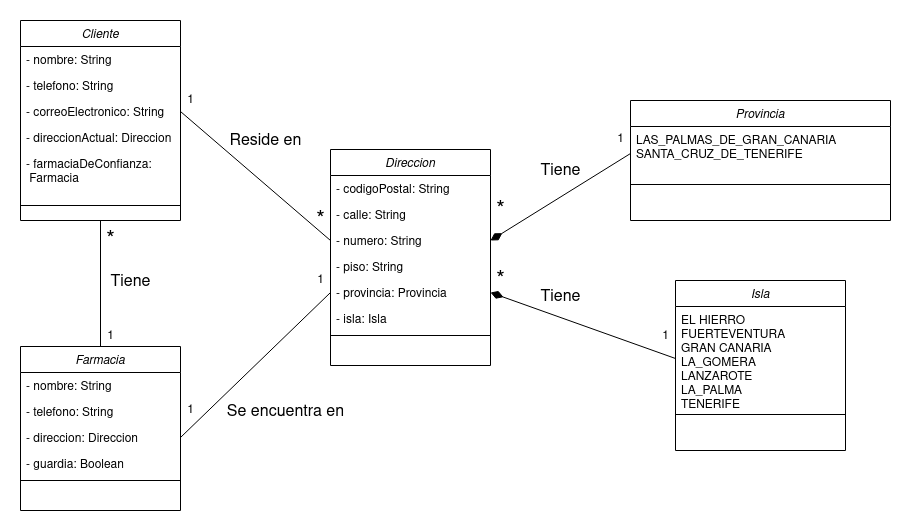 Cliente
- nombre: String
- telefono: String
- correoElectronico: String
- direccionActual: Direccion
- farmaciaDeConfianza:
Farmacia
1
Reside en
*
Direccion
- codigoPostal: String
- calle: String
- numero: String
- piso: String
- provincia: Provincia
- isla: Isla
Provincia
LAS_PALMAS_DE_GRAN_CANARIA
SANTA_CRUZ_DE_TENERIFE
1
Tiene
*
*
Tiene
1
Isla
EL HIERRO
FUERTEVENTURA
GRAN CANARIA
LA_GOMERA
LANZAROTE
LA_PALMA
TENERIFE
*
Tiene
1
Farmacia
- nombre: String
- telefono: String
- direccion: Direccion
- guardia: Boolean
1
Se encuentra en
1